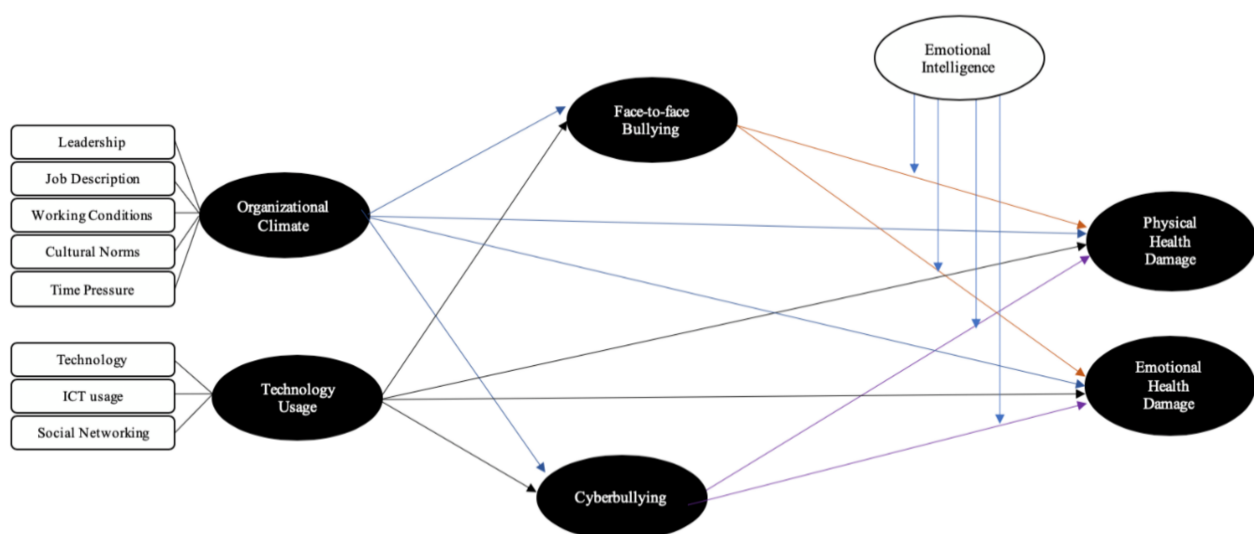 Emotional
Intelligence
Face-to-face
Bullying
Leadership
Job Description
Working Conditions
Cultural Norms
Time Pressure
Organizational
Climate
Physical
Health
Damage
Technology
ICT usage
Social Networking
Technology
Usage
Emotional
Health
Damage
Cyberbullying